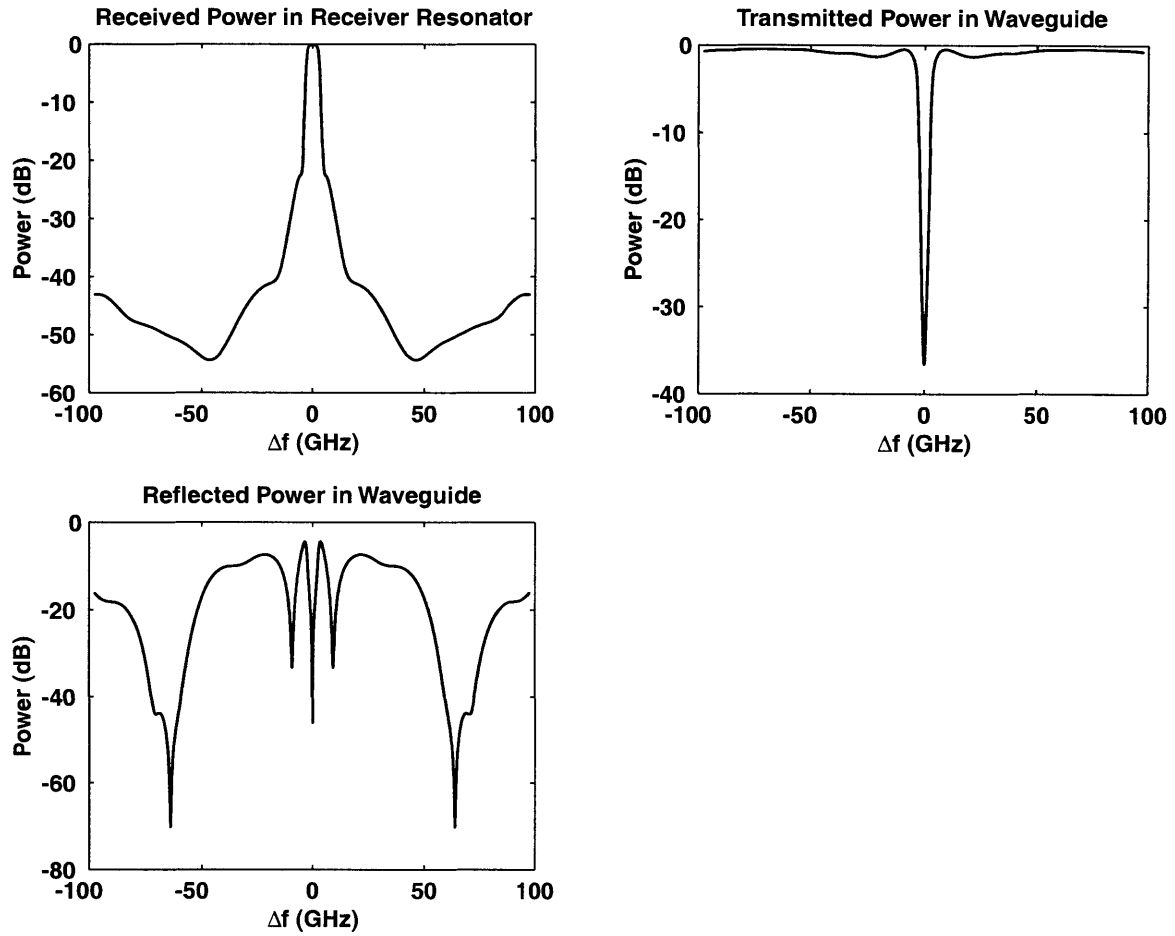 Received Power in Receiver Resonator
0
-10
-20
-30
-40
-50
-60
Power (dB)
-100 -50 0 50 100
Δf (GHz)
Transmitted Power in Waveguide
0
-10
-20
-30
-40
Power (dB)
-100 -50 0 50 100
Δf (GHz)
Reflected Power in Waveguide
0
-20
-40
-60
-80
Power (dB)
-100 -50 0 50 100
Δf (GHz)